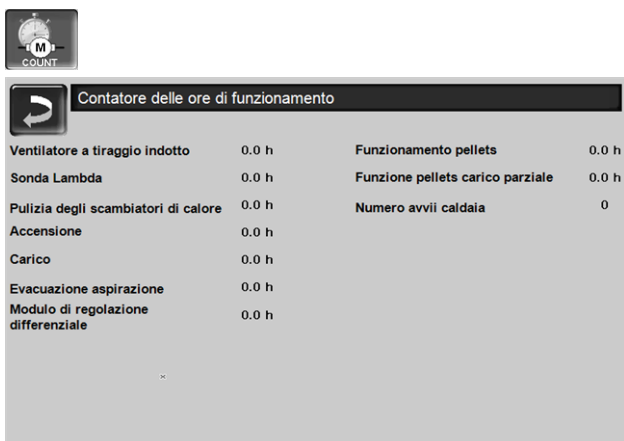 M
COUNT
Contatore delle ore di funzionamento
Ventilatore a tiraggio indotto 0.0 h
Sonda Lambda 0.0 h
Pulizia degli scambiatori di calore 0.0 h
Accensione 0.0 h
Carico 0.0 h
Evacuazione aspirazione 0.0 h
Modulo di regolazione
differenziale 0.0 h
Funzionamento pellets 0.0 h
Funzione pellets carico parziale 0.0 h
Numero avvii caldaia 0